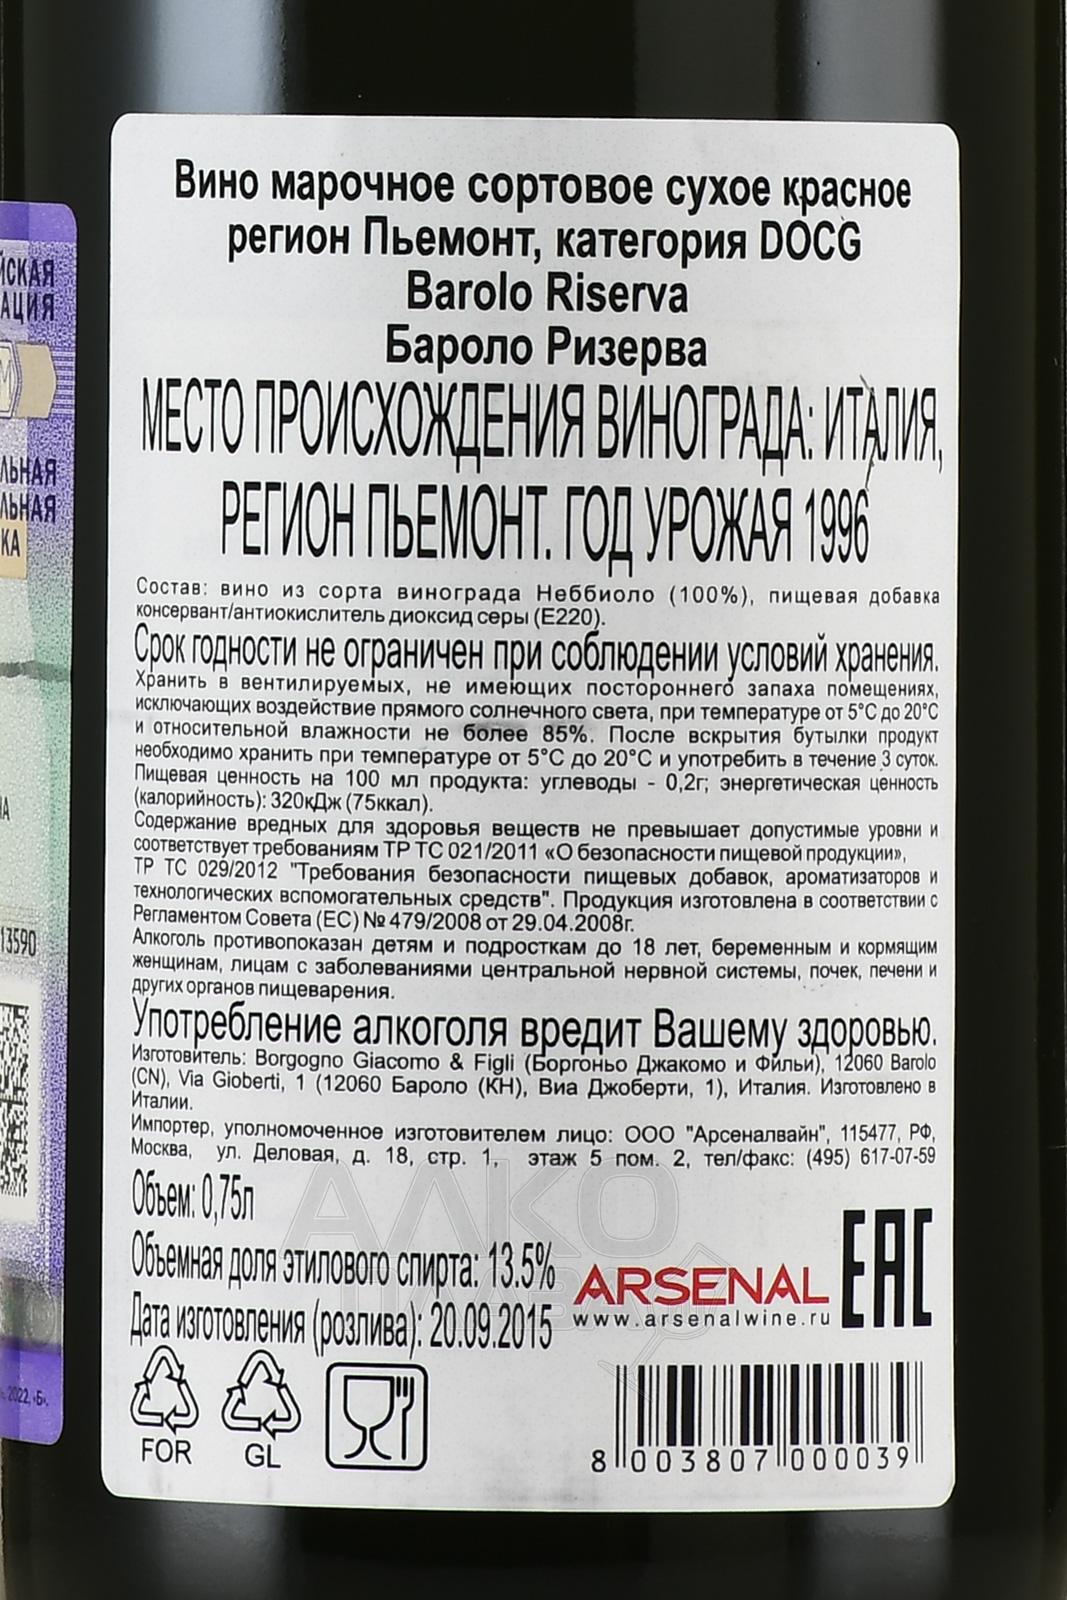 Вино марочное сортовое сухое красное
регион Пьемонт, категория DOCG
Barolo Riserva
Бароло Ризерва
МЕСТО ПРОИСХОЖДЕНИЯ ВИНОГРАДА: ИТАЛИЯ,
РЕГИОН ПЬЕМОНТ. ГОД УРОЖАЯ 1996
Состав: вино из сорта винограда Неббиоло (100%), пищевая добавка
консервант/антиокислитель диоксид серы (Е220).
Срок годности не ограничен при соблюдении условий хранения.
Хранить в вентилируемых, не имеющих постороннего запаха помещениях,
исключающих воздействие прямого солнечного света, при температуре от 5°С до 20°С
и относительной влажности не более 85%. После вскрытия бутылки продукт
необходимо хранить при температуре от 5°С до 20°С и употребить в течение 3 суток.
Пищевая ценность на 100 мл продукта: углеводы - 0,2г; энергетическая ценность
(калорийность): 320кДж (75ккал).
Содержание вредных для здоровья веществ не превышает допустимые уровни и
соответствует требованиям ТР ТС 021/2011 «О безопасности пищевой продукции»,
ТР ТС 029/2012 "Требования безопасности пищевых добавок, ароматизаторов и
технологических вспомогательных средств". Продукция изготовлена в соответствии с
Регламентом Совета (ЕС) № 479/2008 от 29.04.2008г.
Алкоголь противопоказан детям и подросткам до 18 лет, беременным и кормящим
женщинам, лицам с заболеваниями центральной нервной системы, почек, печени и
других органов пищеварения.
Употребление алкоголя вредит Вашему здоровью.
Изготовитель: Borgogno Giacomo & Figli (Боргоньо Джакомо и Фильи), 12060 Barolo
(CN), Via Gioberti, 1 (12060 Бароло (КН), Виа Джоберти, 1), Италия. Изготовлено в
Италии.
Импортер, уполномоченное изготовителем лицо: ООО "Арсеналвайн", 115477, РФ,
Москва, ул. Деловая, д. 18, стр. 1, этаж 5 пом. 2, тел/факс: (495) 617-07-59
Объем: 0,75л
Объемная доля этилового спирта: 13.5%
Дата изготовления (розлива): 20.09.2015
ARSENAL
www.arsenalwine.ru
EAC
FOR
GL
8 003807 000039
АЛКО
ПЛАЗА
ЙСКАЯ
АЦИЯ
М
ЛЬНАЯ
ЛЬНАЯ
КА
НА
13590
2022, «Б».